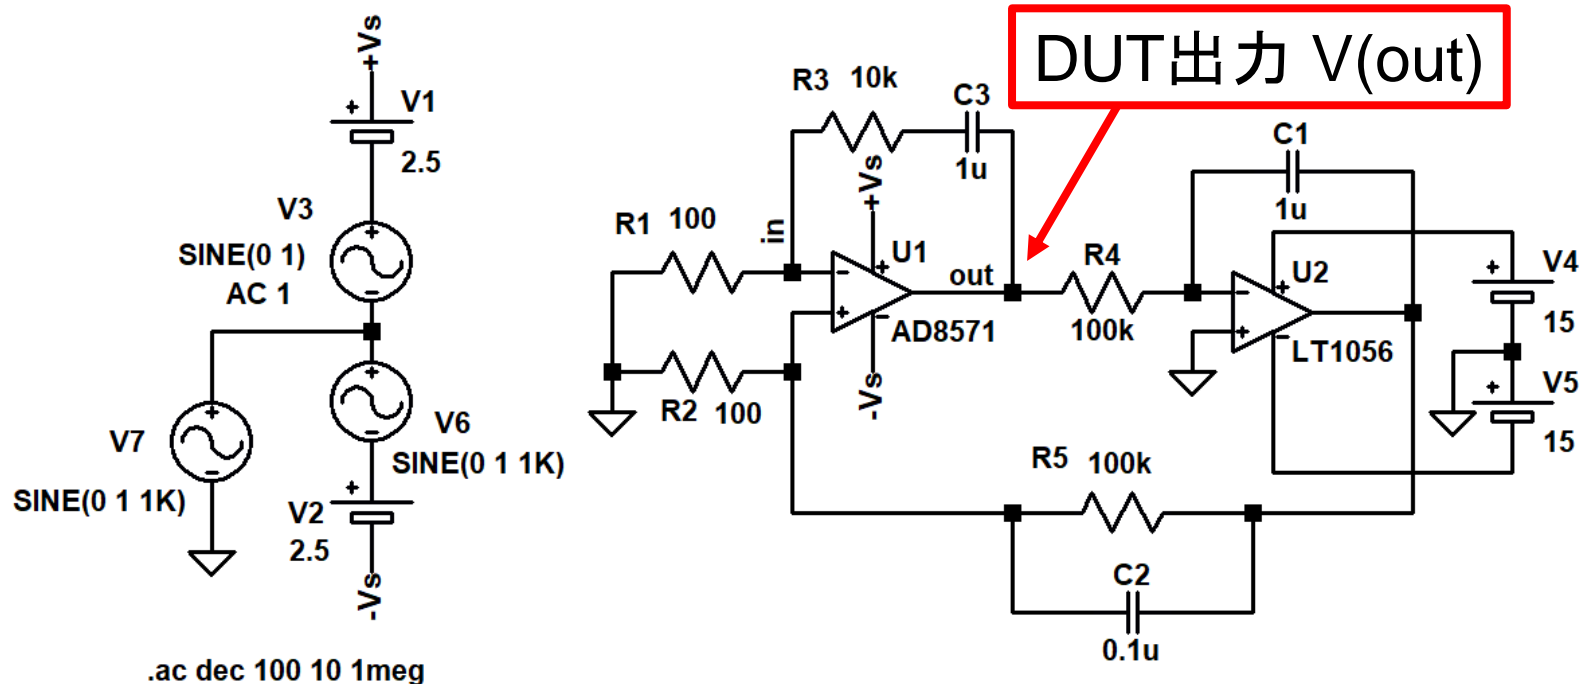 DUT出力 V(out)
+Vs
V1
2.5
V3
SINE(0 1)
AC 1
V7
SINE(0 1 1K)
V6
SINE(0 1 1K)
V2
2.5
-Vs
.ac dec 100 10 1meg
R3 10k
C3
1u
+Vs
R1 100
in
U1
out
AD8571
R2 100
-Vs
R4
100k
C1
1u
U2
LT1056
V4
15
V5
15
R5 100k
C2
0.1u